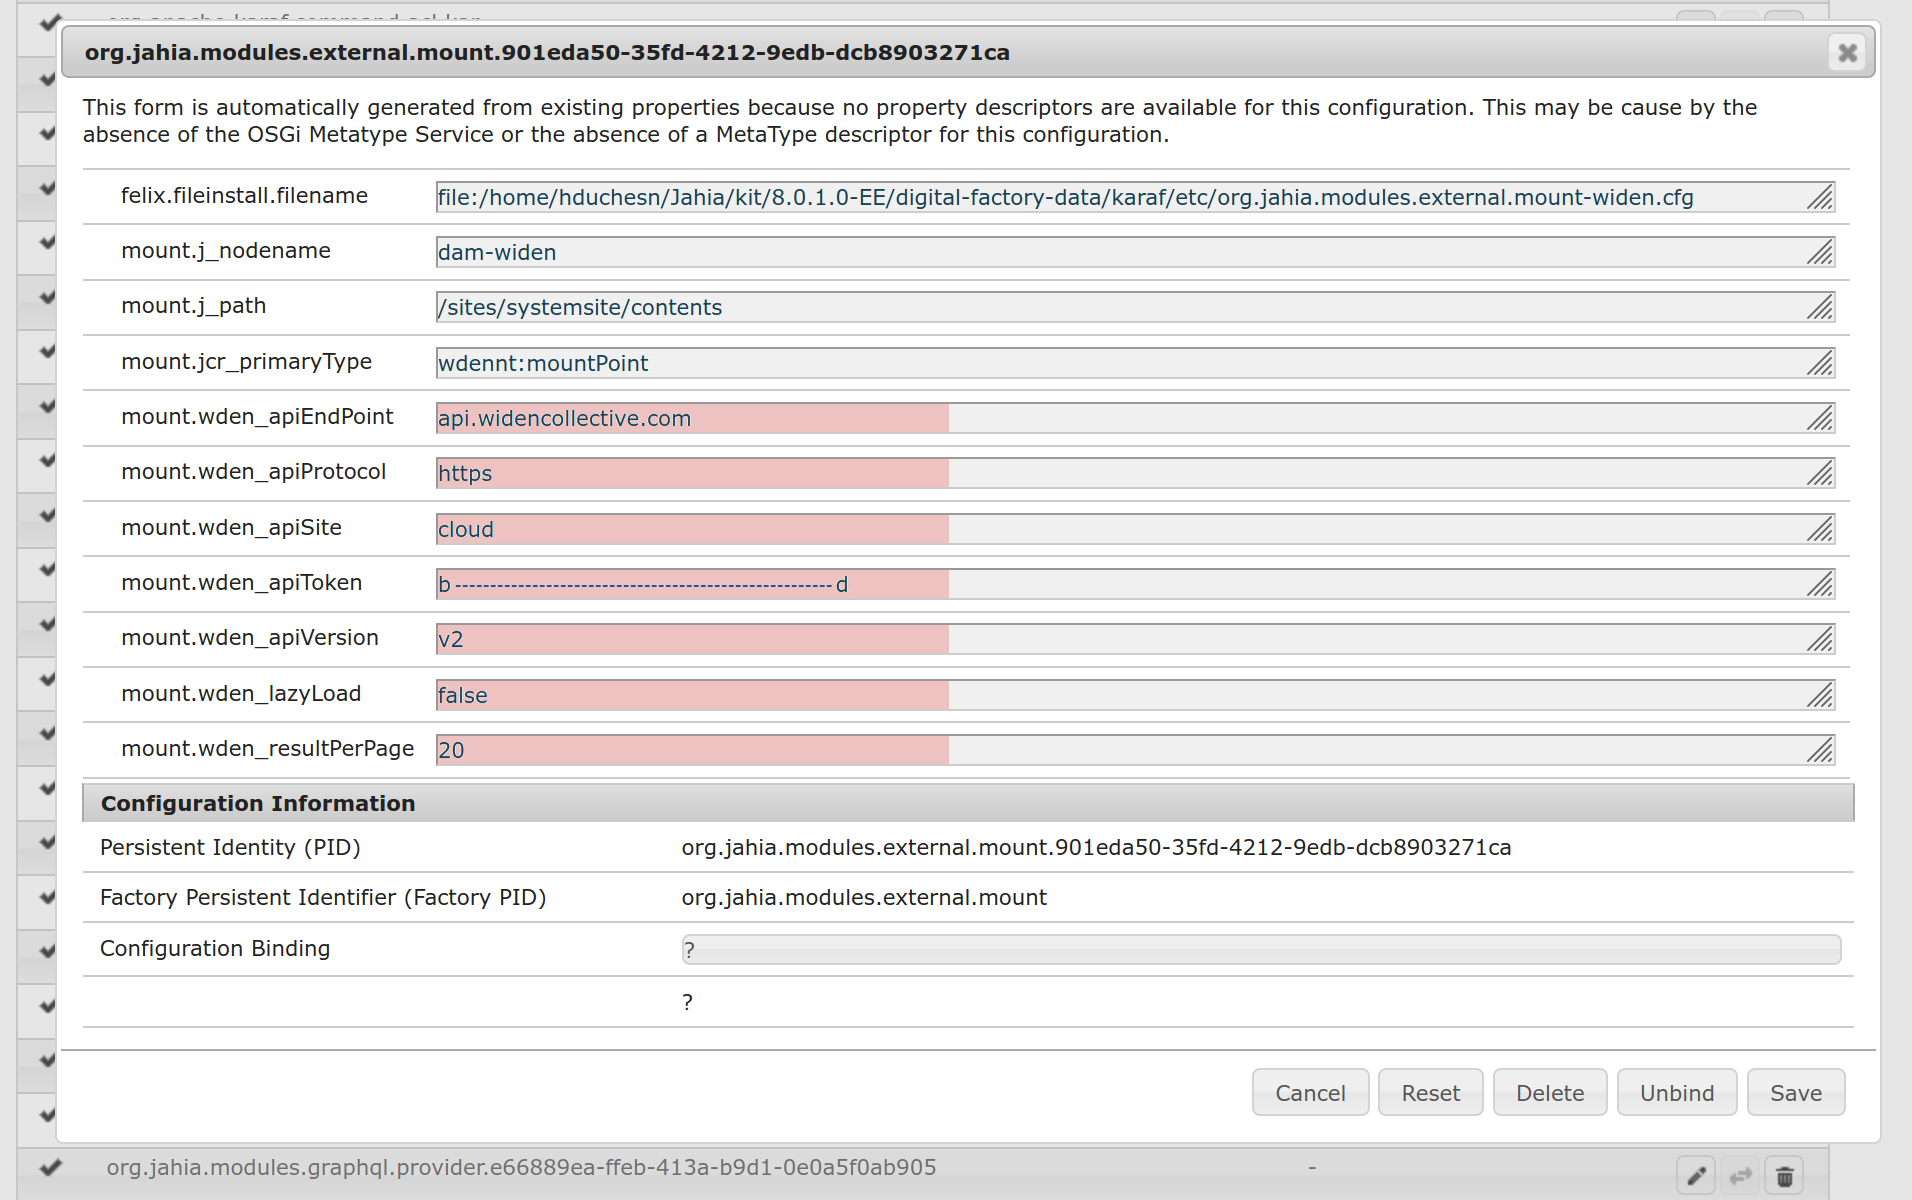 org.jahia.modules.external.mount.901eda50-35fd-4212-9edb-dcb8903271ca
This form is automatically generated from existing properties because no property descriptors are available for this configuration. This may be cause by the
absence of the OSGi Metatype Service or the absence of a MetaType descriptor for this configuration.
felix.fileinstall.filename file:/home/hduchesn/Jahia/kit/8.0.1.0-EE/digital-factory-data/karaf/etc/org.jahia.modules.external.mount-widen.cfg
mount.j_nodename dam-widen
mount.j_path /sites/systemsite/contents
mount.jcr_primaryType wdennt:mountPoint
mount.wden_apiEndPoint api.widencollective.com
mount.wden_apiProtocol https
mount.wden_apiSite cloud
mount.wden_apiToken b------------------------------------------------------d
mount.wden_apiVersion v2
mount.wden_lazyLoad false
mount.wden_resultPerPage 20
Configuration Information
Persistent Identity (PID) org.jahia.modules.external.mount.901eda50-35fd-4212-9edb-dcb8903271ca
Factory Persistent Identifier (Factory PID) org.jahia.modules.external.mount
Configuration Binding ?
?
Cancel Reset Delete Unbind Save
org.jahia.modules.graphql.provider.e66889ea-ffeb-413a-b9d1-0e0a5f0ab905 -